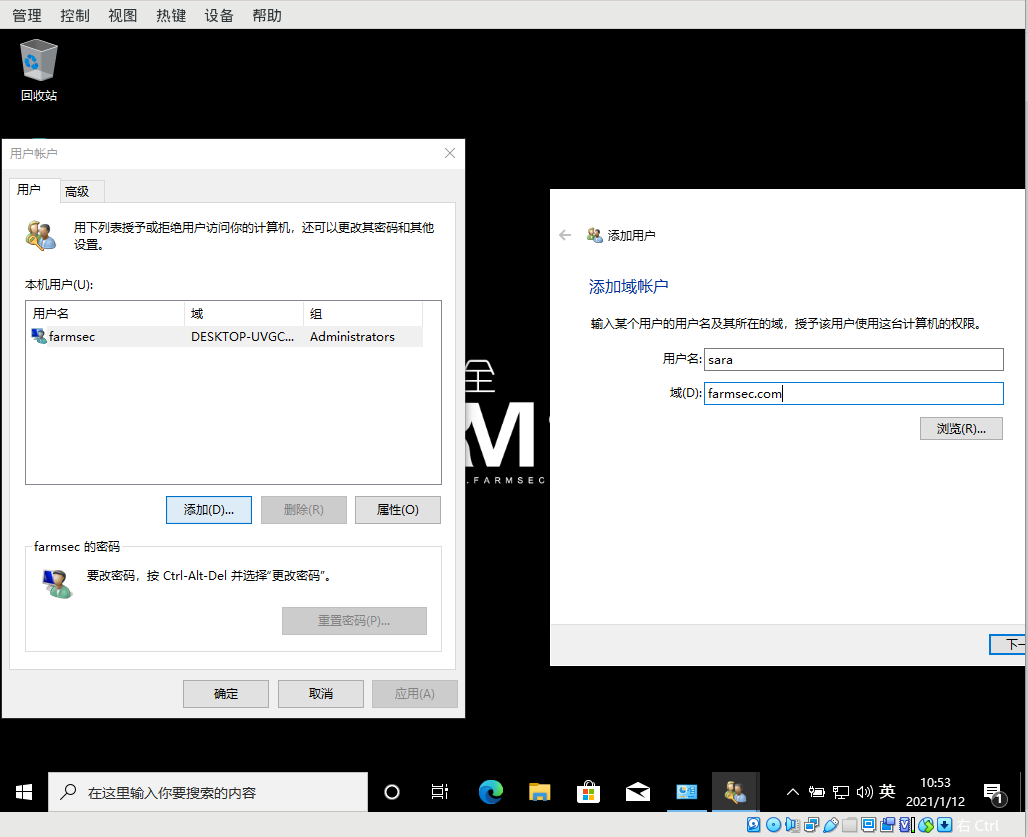 管理 控制 视图 热键 设备 帮助
回收站
用户帐户
用户 高级
用下列表授予或拒绝用户访问你的计算机，还可以更改其密码和其他
设置。
本机用户(U):
用户名 域 组
farmsec DESKTOP-UVGC... Administrators
添加(D)... 删除(R) 属性(O)
farmsec 的密码
要改密码，按 Ctrl-Alt-Del 并选择“更改密码”。
重置密码(P)...
确定 取消 应用(A)
全
M
.FARMSEC
添加用户
添加域帐户
输入某个用户的用户名及其所在的域，授予该用户使用这台计算机的权限。
用户名: sara
域(D): farmsec.com
浏览(R)...
下一
在这里输入你要搜索的内容
英
10:53
2021/1/12
1
右 Ctrl